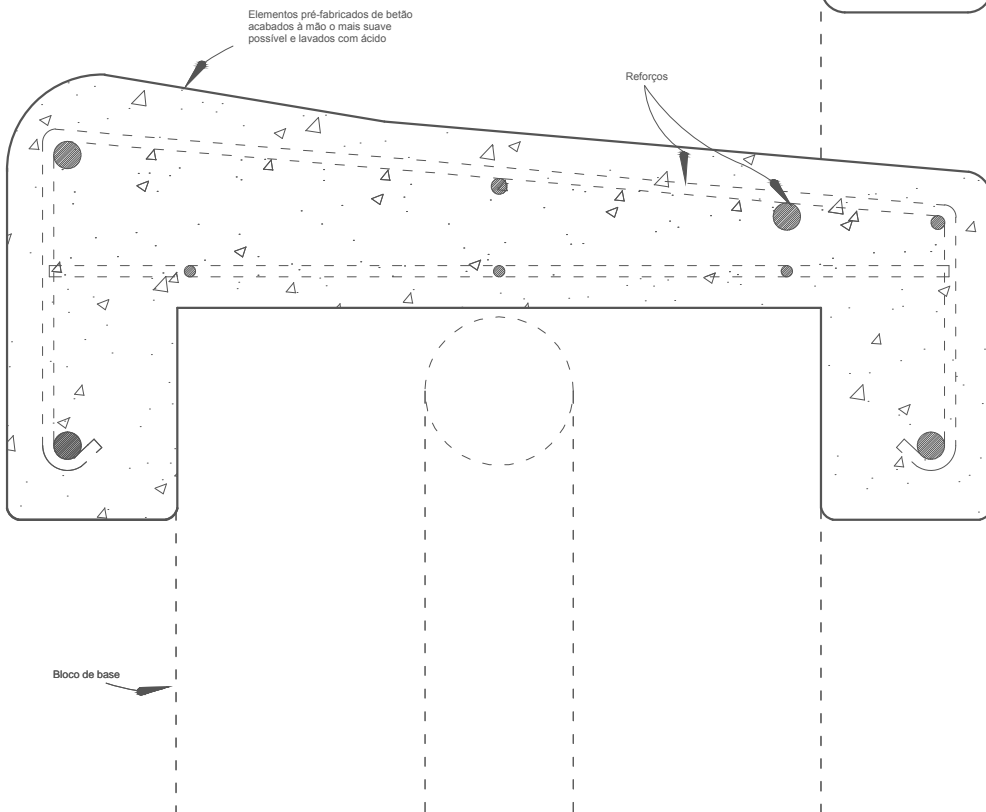 Elementos pré-fabricados de betão
acabados à mão o mais suave
possível e lavados com ácido
Reforços
Bloco de base